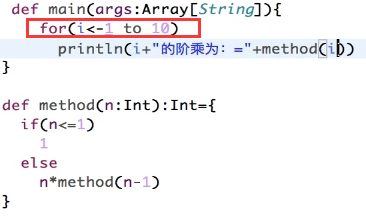 def main(args:Array[String]){
for(i<-1 to 10)
println(i+"的阶乘为：="+method(i))
}
def method(n:Int):Int={
if(n<=1)
1
else
n*method(n-1)
}